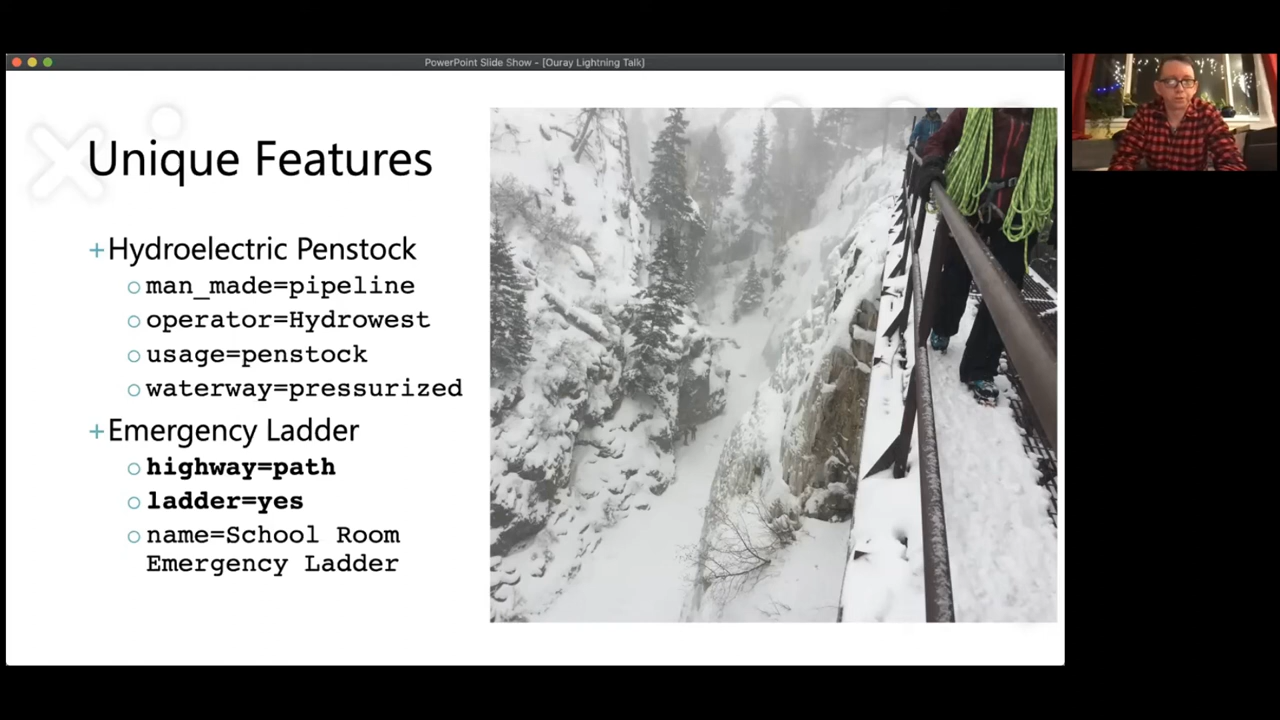 PowerPoint Slide Show - [Ouray Lightning Talk]
Unique Features
+Hydroelectric Penstock
man_made=pipeline
operator=Hydrowest
usage=penstock
waterway=pressurized
+Emergency Ladder
highway=path
ladder=yes
name=School Room
Emergency Ladder